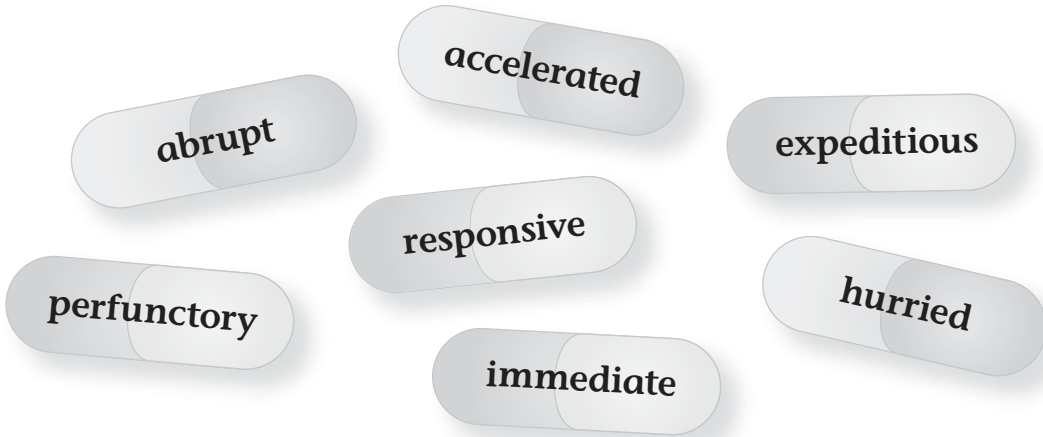 accelerated
abrupt
expeditious
responsive
perfunctory
hurried
immediate